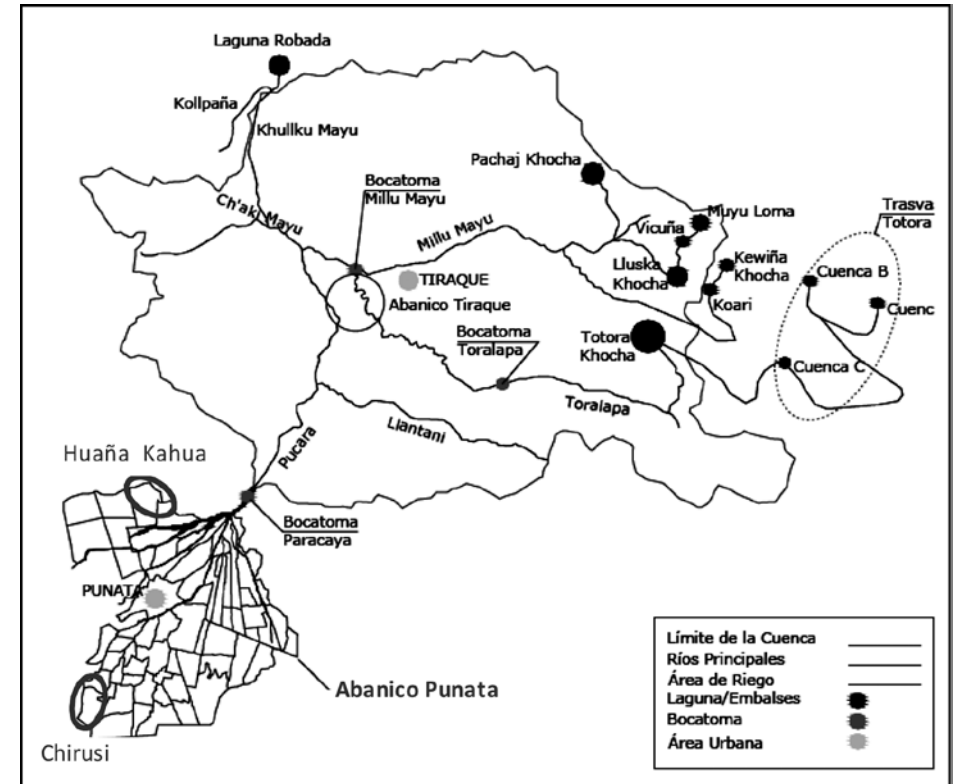 Laguna Robada
Kollpaña
Khullku Mayu
Pachaj Khocha
Bocatoma
Millu Mayu
Ch'aki Mayu
Millu Mayu
Muyu Loma
Vicuña
Trasva
Totora
Lluska
Khocha
Kewiña
Khocha
Cuenca B
TIRAQUE
Koari
Cuenc
Abanico Tiraque
Bocatoma
Toralapa
Totora
Khocha
Cuenca C
Toralapa
Llantani
Pucara
Huaña Kahua
Bocatoma
Paracaya
PUNATA
Abanico Punata
Chirusi
Límite de la Cuenca
Ríos Principales
Área de Riego
Laguna/Embalses
Bocatoma
Área Urbana